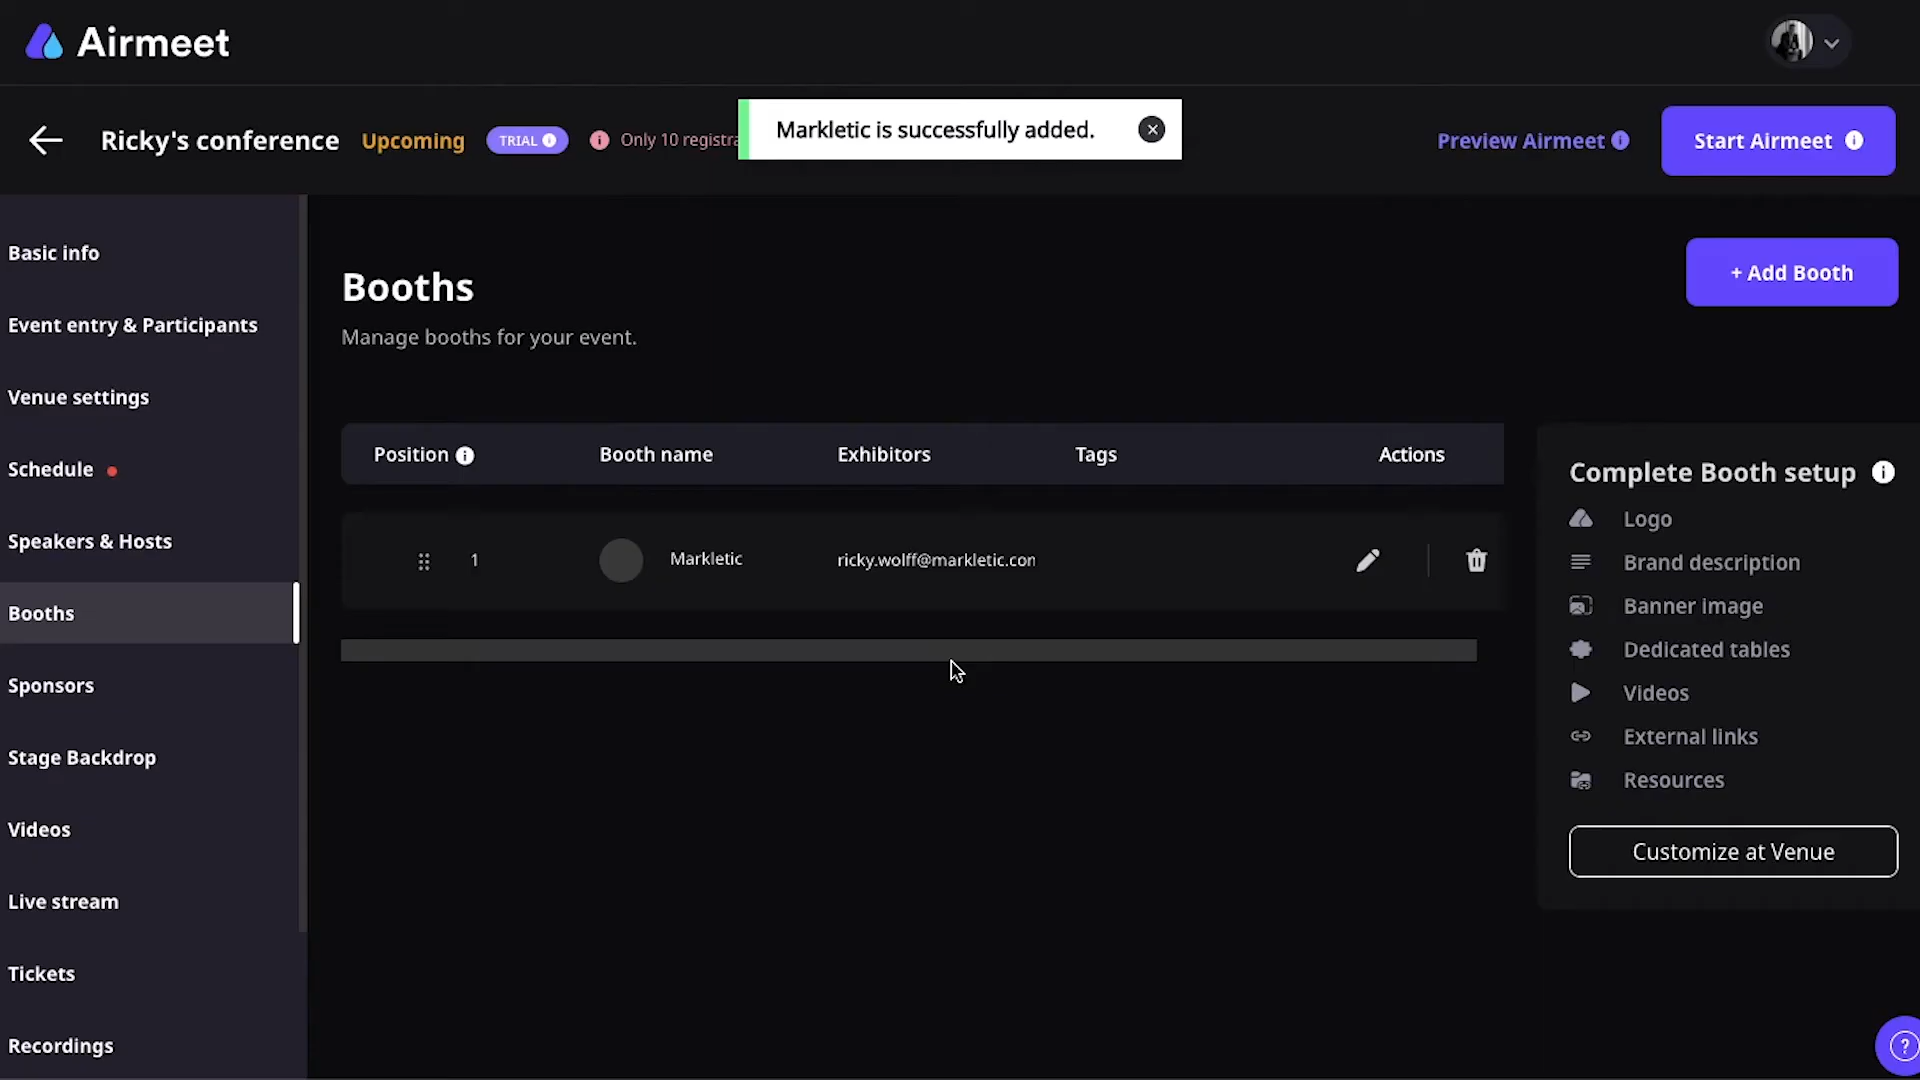 Airmeet
Ricky's conference Upcoming TRIAL Only 10 registra
Markletic is successfully added.
Preview Airmeet
Start Airmeet
Basic info
Event entry & Participants
Venue settings
Schedule
Speakers & Hosts
Booths
Sponsors
Stage Backdrop
Videos
Live stream
Tickets
Recordings
Booths
Manage booths for your event.
+ Add Booth
Position Booth name Exhibitors Tags Actions
1 Markletic ricky.wolff@markletic.con
Complete Booth setup
Logo
Brand description
Banner image
Dedicated tables
Videos
External links
Resources
Customize at Venue